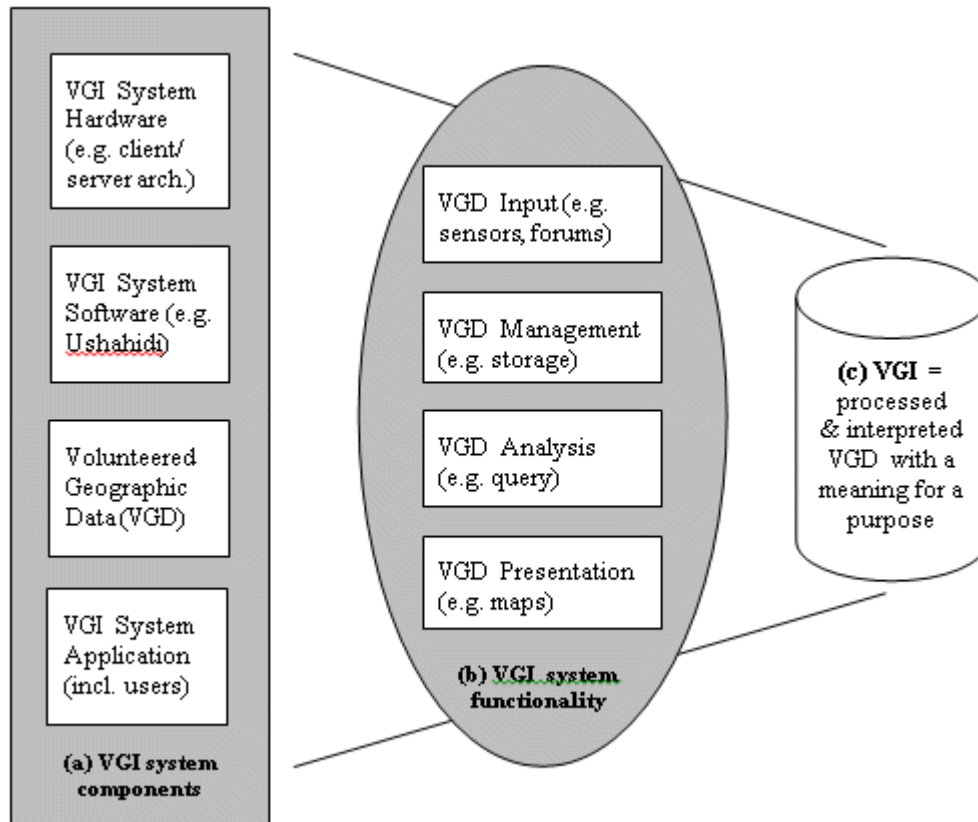 VGI System
Hardware
(e.g. client/
server arch.)
VGI System
Software (e.g.
Ushahidi)
Volunteered
Geographic
Data (VGD)
VGI System
Application
(incl. users)
(a) VGI system
components
VGD Input (e.g.
sensors, forums)
VGD Management
(e.g. storage)
VGD Analysis
(e.g. query)
VGD Presentation
(e.g. maps)
(b) VGI system
functionality
(c) VGI =
processed
& interpreted
VGD with a
meaning for a
purpose